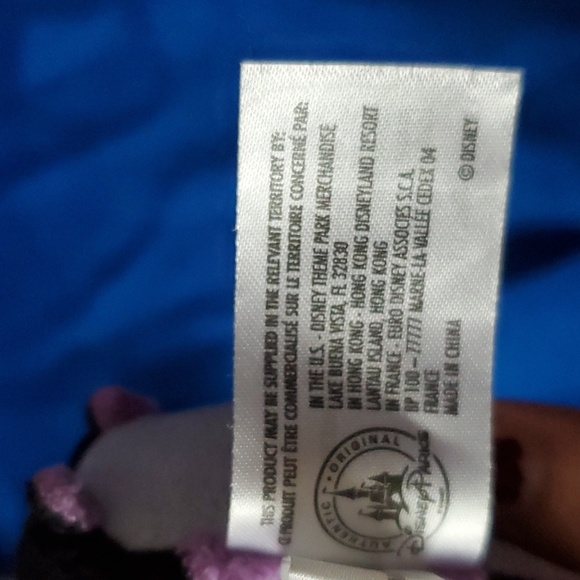 THIS PRODUCT MAY BE SUPPLIED IN THE RELEVANT TERRITORY BY:
CE PRODUIT PEUT ÊTRE COMMERCIALISÉ SUR LE TERRITOIRE CONCERNÉ PAR:
IN THE U.S. - DISNEY THEME PARK MERCHANDISE
LAKE BUENA VISTA, FL 32830
IN HONG KONG - HONG KONG DISNEYLAND RESORT
LANTAU ISLAND, HONG KONG
IN FRANCE - EURO DISNEY ASSOCIES S.C.A.
BP 100 – 77777 MARNE-LA-VALLÉE CEDEX 04
FRANCE
MADE IN CHINA
© DISNEY
· ORIGINAL ·
AUTHENTIC
DISNEY PARKS